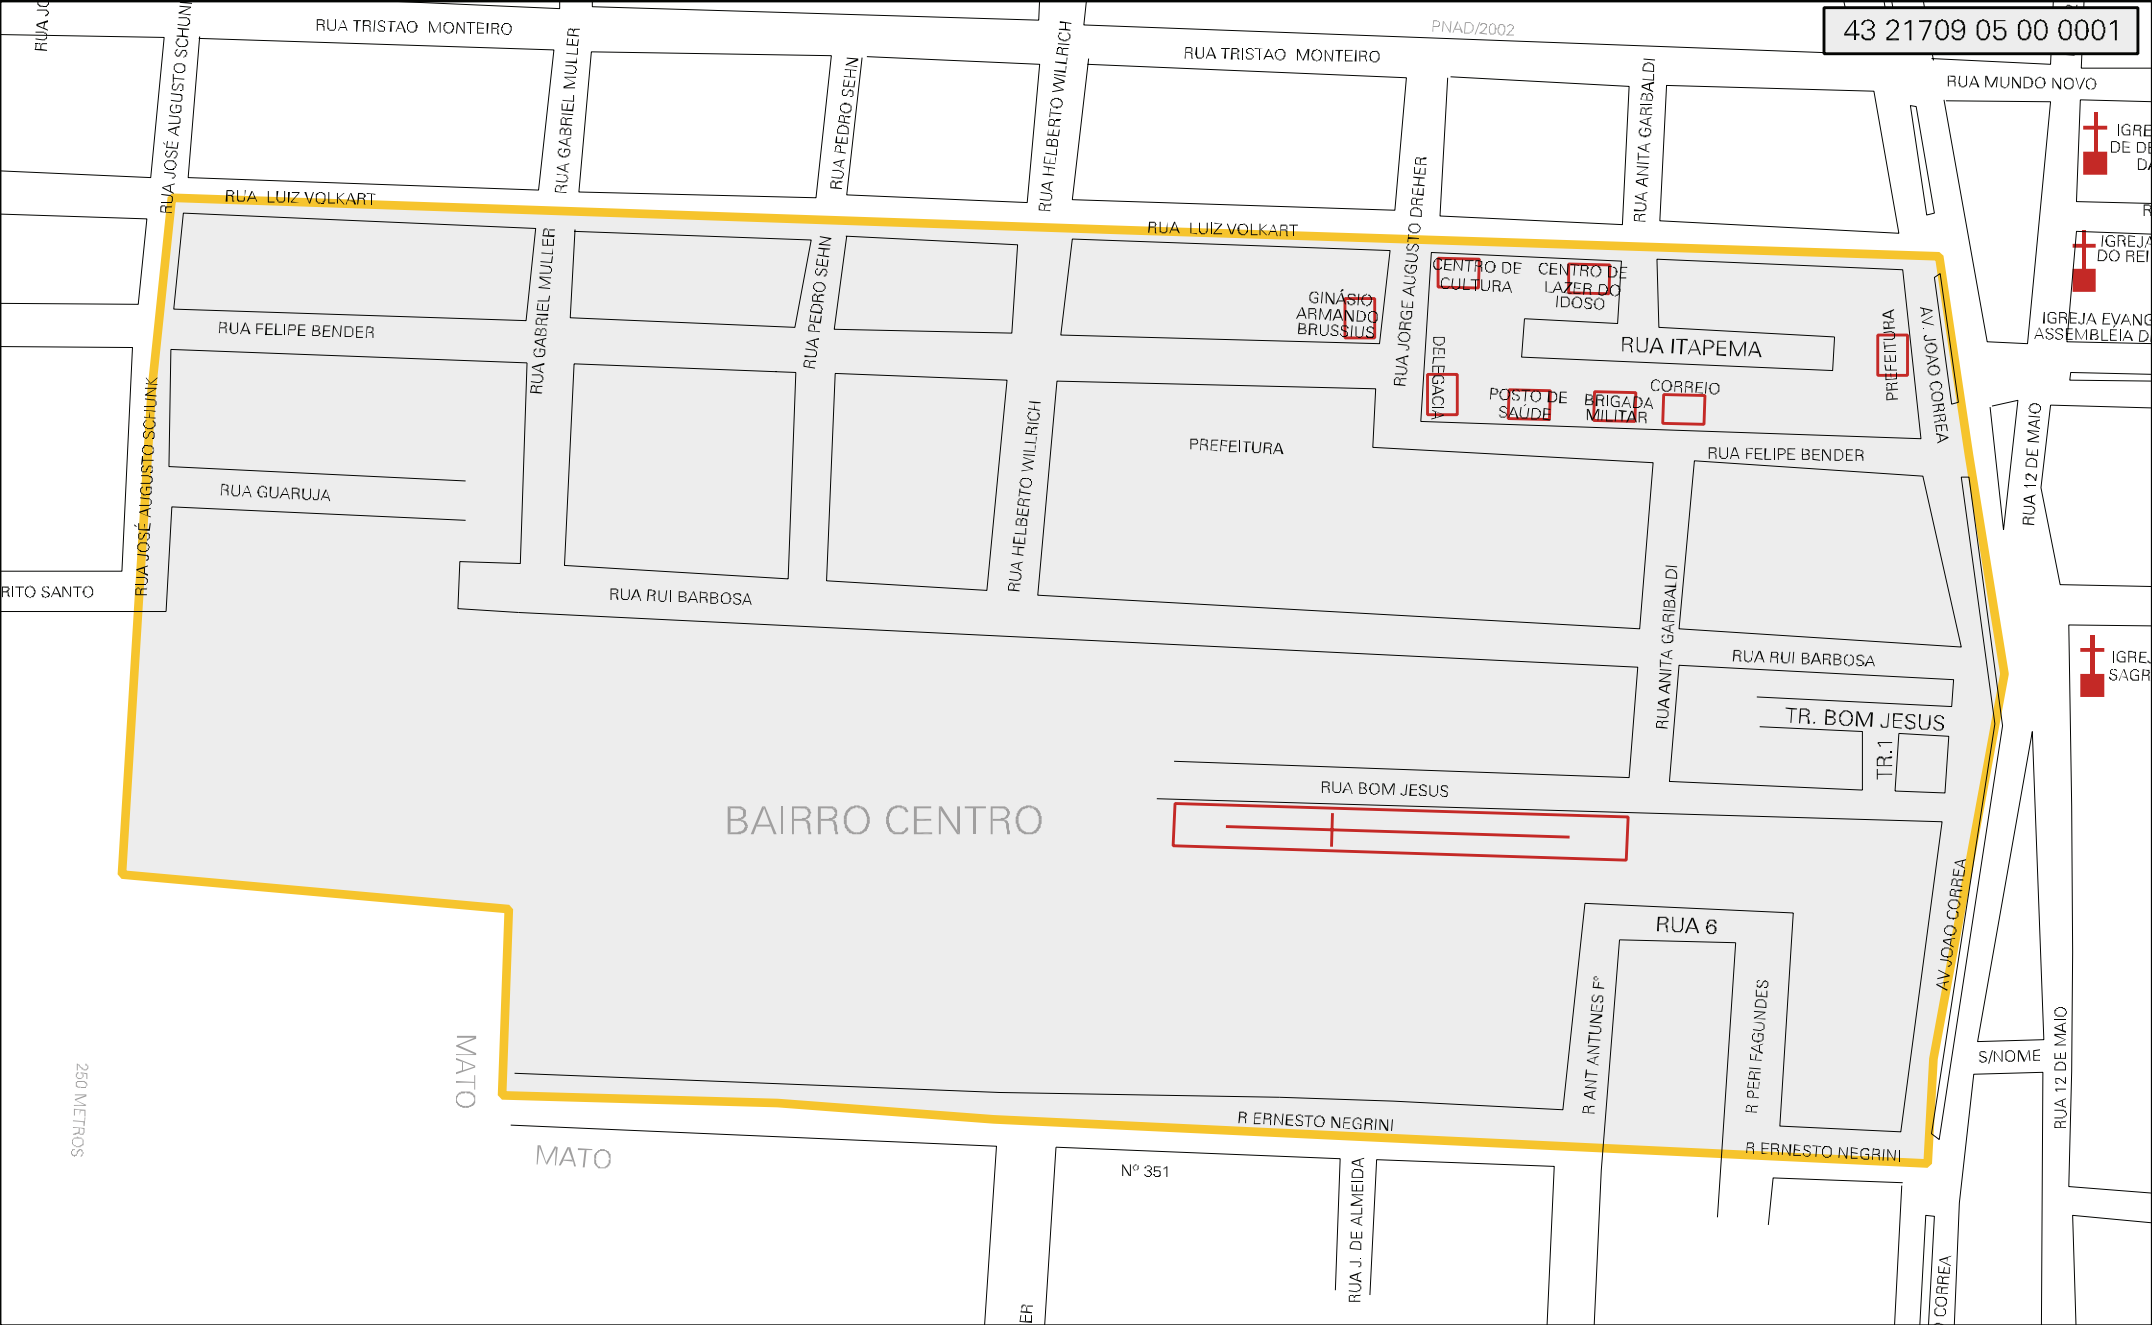 43 21709 05 00 0001
PNAD/2002
RUA TRISTAO MONTEIRO
RUA TRISTAO MONTEIRO
RUA MUNDO NOVO
RUA JOSÉ AUGUSTO SCHUNK
RUA GABRIEL MULLER
RUA PEDRO SEHN
RUA HELBERTO WILLRICH
RUA JORGE AUGUSTO DREHER
RUA ANITA GARIBALDI
RUA LUIZ VOLKART
RUA LUIZ VOLKART
RUA GABRIEL MULLER
RUA PEDRO SEHN
CENTRO DE
CULTURA
CENTRO DE
LAZER DO
IDOSO
GINÁSIO
ARMANDO
BRUSSIUS
RUA ITAPEMA
PREFEITURA
AV. JOAO CORREA
DELEGACIA
POSTO DE
SAÚDE
BRIGADA
MILITAR
CORREIO
DO REI
IGREJA
IGREJA EVANG
ASSEMBLÉIA D
RUA FELIPE BENDER
RUA JOSÉ AUGUSTO SCHUNK
RUA GUARUJA
RUA HELBERTO WILLRICH
PREFEITURA
RUA FELIPE BENDER
RUA 12 DE MAIO
RITO SANTO
RUA RUI BARBOSA
RUA ANITA GARIBALDI
RUA RUI BARBOSA
IGRE
SAGR
TR. BOM JESUS
TR.1
RUA BOM JESUS
BAIRRO CENTRO
RUA 6
AV JOAO CORREA
R ANT ANTUNES Fº
R PERI FAGUNDES
MATO
250 METROS
S/NOME
RUA 12 DE MAIO
R ERNESTO NEGRINI
R ERNESTO NEGRINI
MATO
Nº 351
RUA J. DE ALMEIDA
ER
CORREA